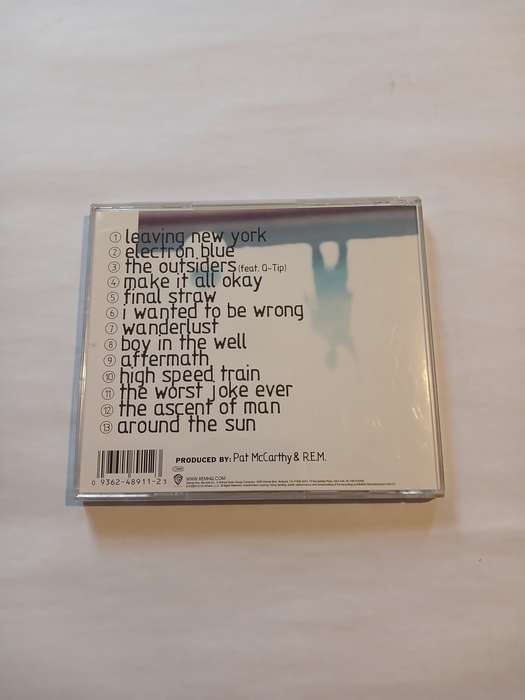 1 leaving new york
2 electron blue
3 the outsiders (feat. Q-Tip)
4 make it all okay
5 final straw
6 i wanted to be wrong
7 wanderlust
8 boy in the well
9 aftermath
10 high speed train
11 the worst joke ever
12 the ascent of man
13 around the sun
PRODUCED BY: Pat McCarthy & R.E.M.
WWW.REMHQ.COM
0 9362-48911-2